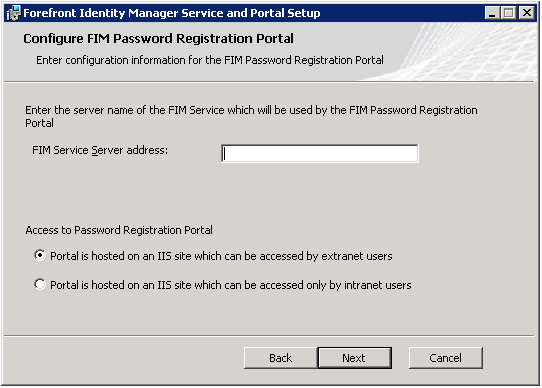 Forefront Identity Manager Service and Portal Setup
Configure FIM Password Registration Portal
Enter configuration information for the FIM Password Registration Portal
Enter the server name of the FIM Service which will be used by the FIM Password Registration
Portal
FIM Service Server address:
Access to Password Registration Portal
Portal is hosted on an IIS site which can be accessed by extranet users
Portal is hosted on an IIS site which can be accessed only by intranet users
Back Next Cancel